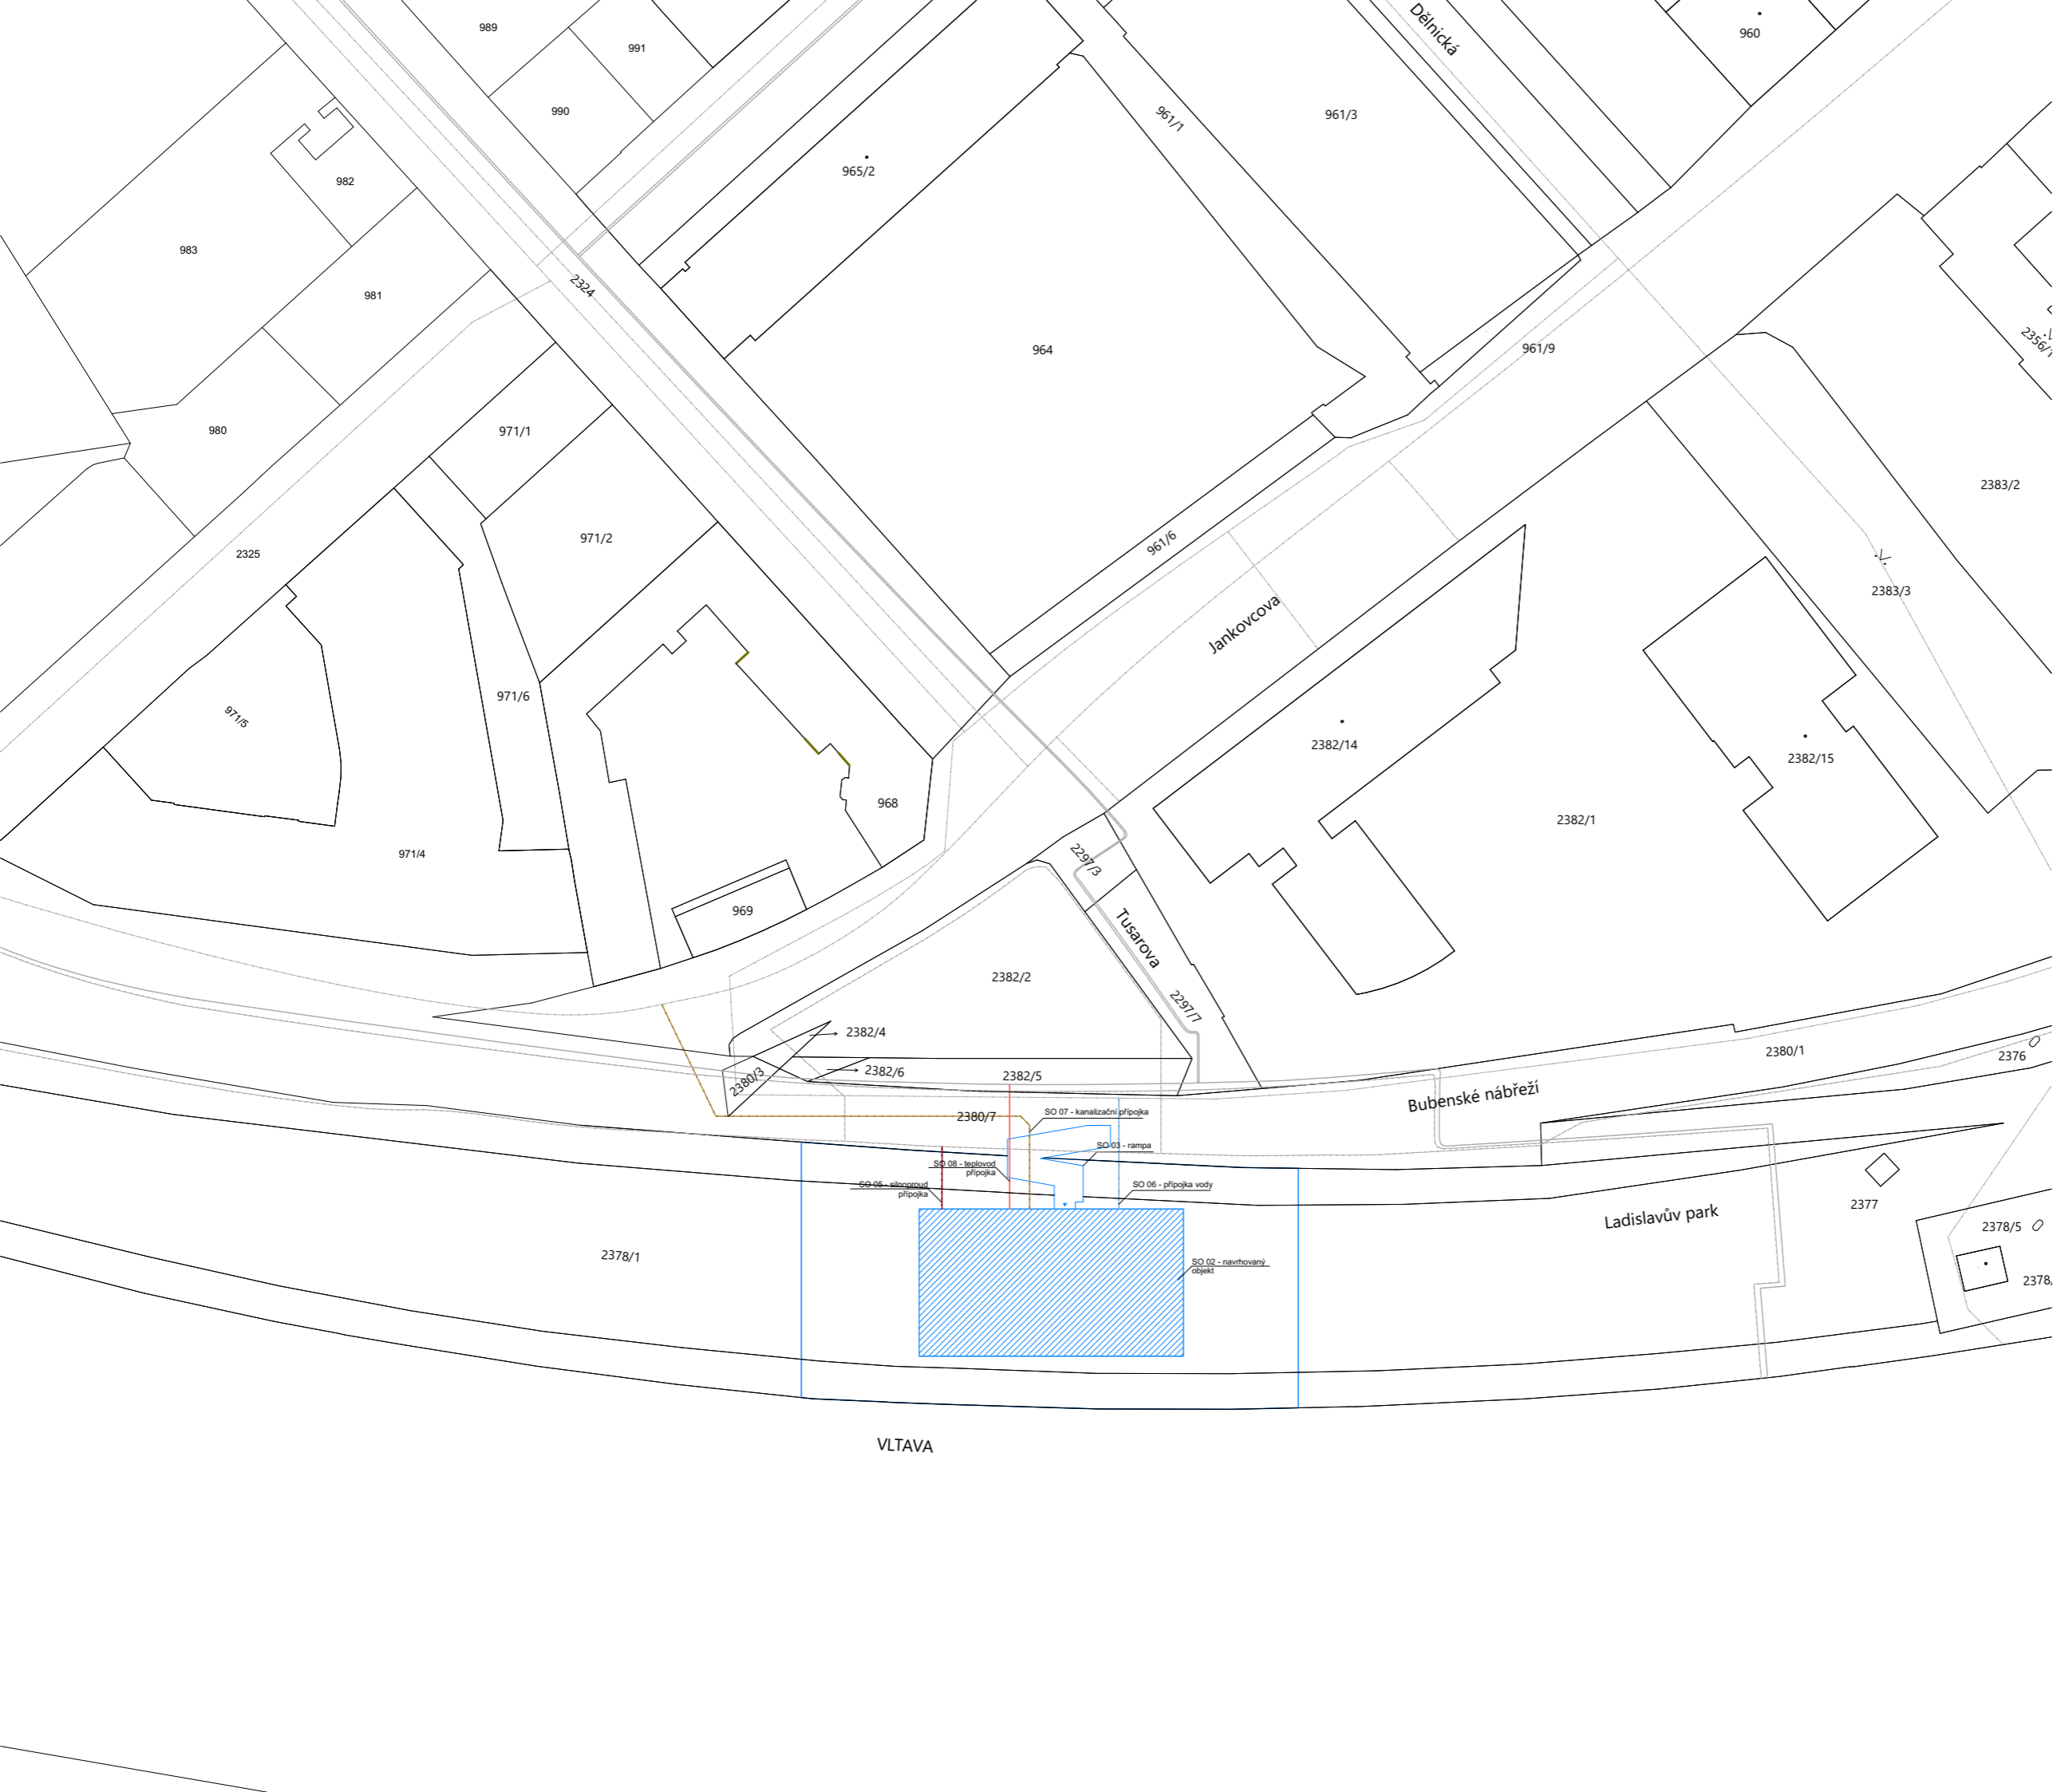 989
991
990
960
Dělnická
961/1
961/3
965/2
982
983
981
2324
964
961/9
2383/2
980
971/1
971/2
961/6
2325
2383/3
Jankovcova
971/6
971/5
2382/14
2382/15
968
2382/1
971/4
2297/3
969
Tusarova
2382/2
2297/7
2382/4
2380/3
2382/6
2382/5
2380/1
2376
Bubenské nábřeží
2380/7
SO 07 - kanalizační přípojka
SO 03 - rampa
SO 08 - teplovod
přípojka
SO 05 - silnoproud
přípojka
SO 06 - přípojka vody
2377
Ladislavův park
2378/5
2378/1
SO 02 - navrhovaný
objekt
VLTAVA